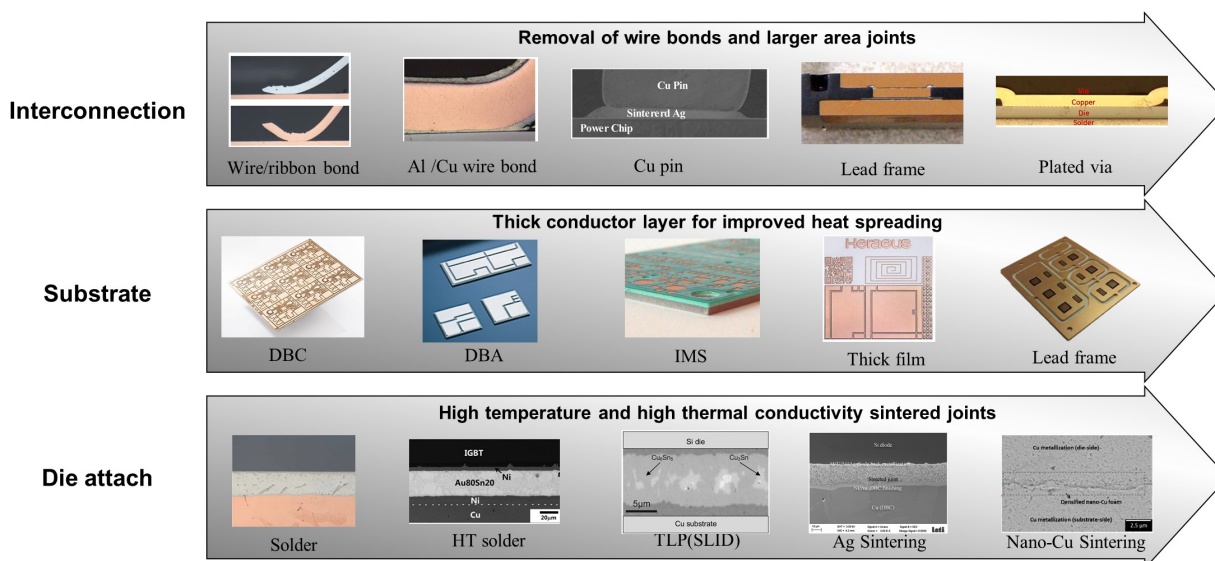 Removal of wire bonds and larger area joints
Interconnection
Cu Pin
Sintererd Ag
Power Chip
Via
Copper
Die
Solder
Wire/ribbon bond
Al /Cu wire bond
Cu pin
Lead frame
Plated via
Thick conductor layer for improved heat spreading
Substrate
Heraeus
DBC
DBA
IMS
Thick film
Lead frame
High temperature and high thermal conductivity sintered joints
Die attach
IGBT
Ni
Au80Sn20
Ni
Cu
20μm
Si die
Cu6Sn5
Cu3Sn
5μm
Cu substrate
Ni diode
Sintered joint
Cu (DBC)
Leti
Cu metallization (die-side)
Densified nano-Cu foam
Cu metallization (substrate-side)
2.5 μm
Solder
HT solder
TLP(SLID)
Ag Sintering
Nano-Cu Sintering